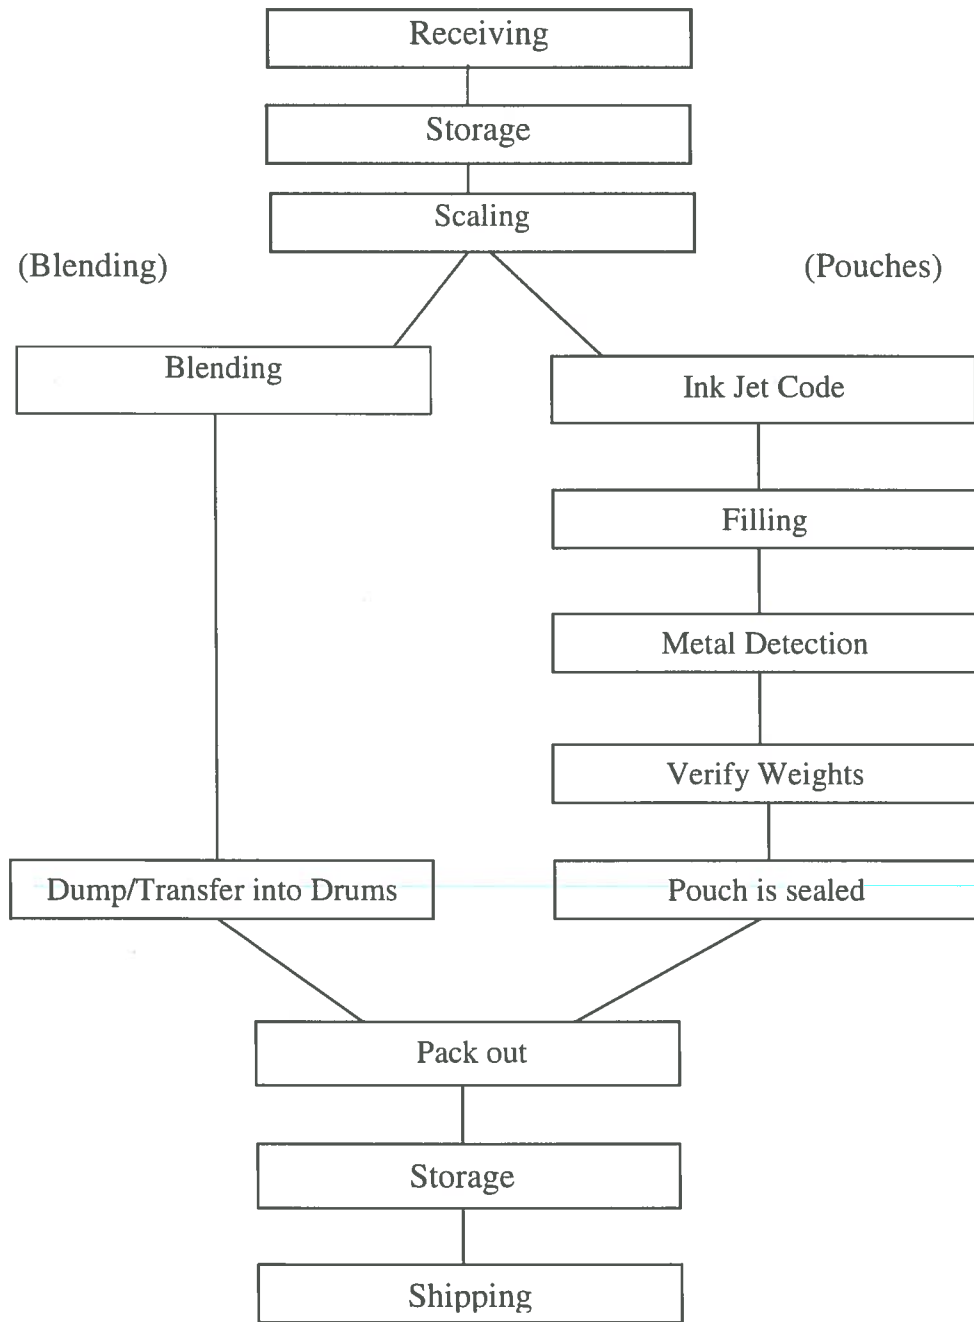 Receiving
Storage
Scaling
(Blending)
(Pouches)
Blending
Ink Jet Code
Filling
Metal Detection
Verify Weights
Dump/Transfer into Drums
Pouch is sealed
Pack out
Storage
Shipping